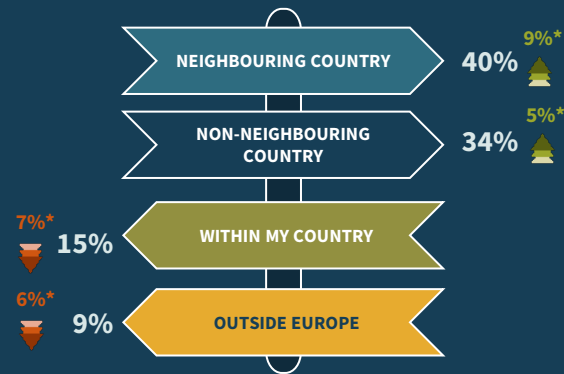 9%*
NEIGHBOURING COUNTRY
40%
5%*
NON-NEIGHBOURING
COUNTRY
34%
7%*
15%
WITHIN MY COUNTRY
6%*
9%
OUTSIDE EUROPE